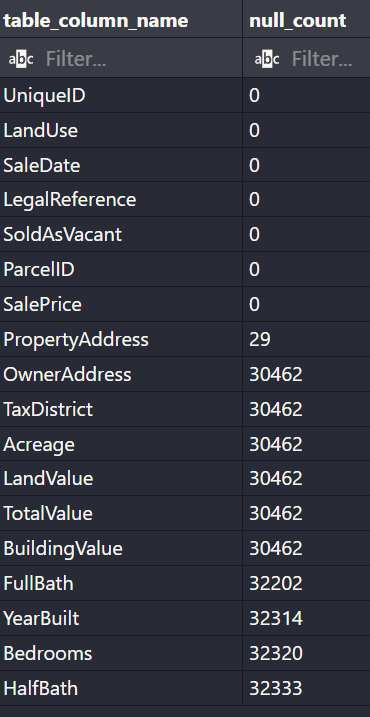 table_column_name null_count
abc Filter... abc Filter...
UniqueID 0
LandUse 0
SaleDate 0
LegalReference 0
SoldAsVacant 0
ParcelID 0
SalePrice 0
PropertyAddress 29
OwnerAddress 30462
TaxDistrict 30462
Acreage 30462
LandValue 30462
TotalValue 30462
BuildingValue 30462
FullBath 32202
YearBuilt 32314
Bedrooms 32320
HalfBath 32333